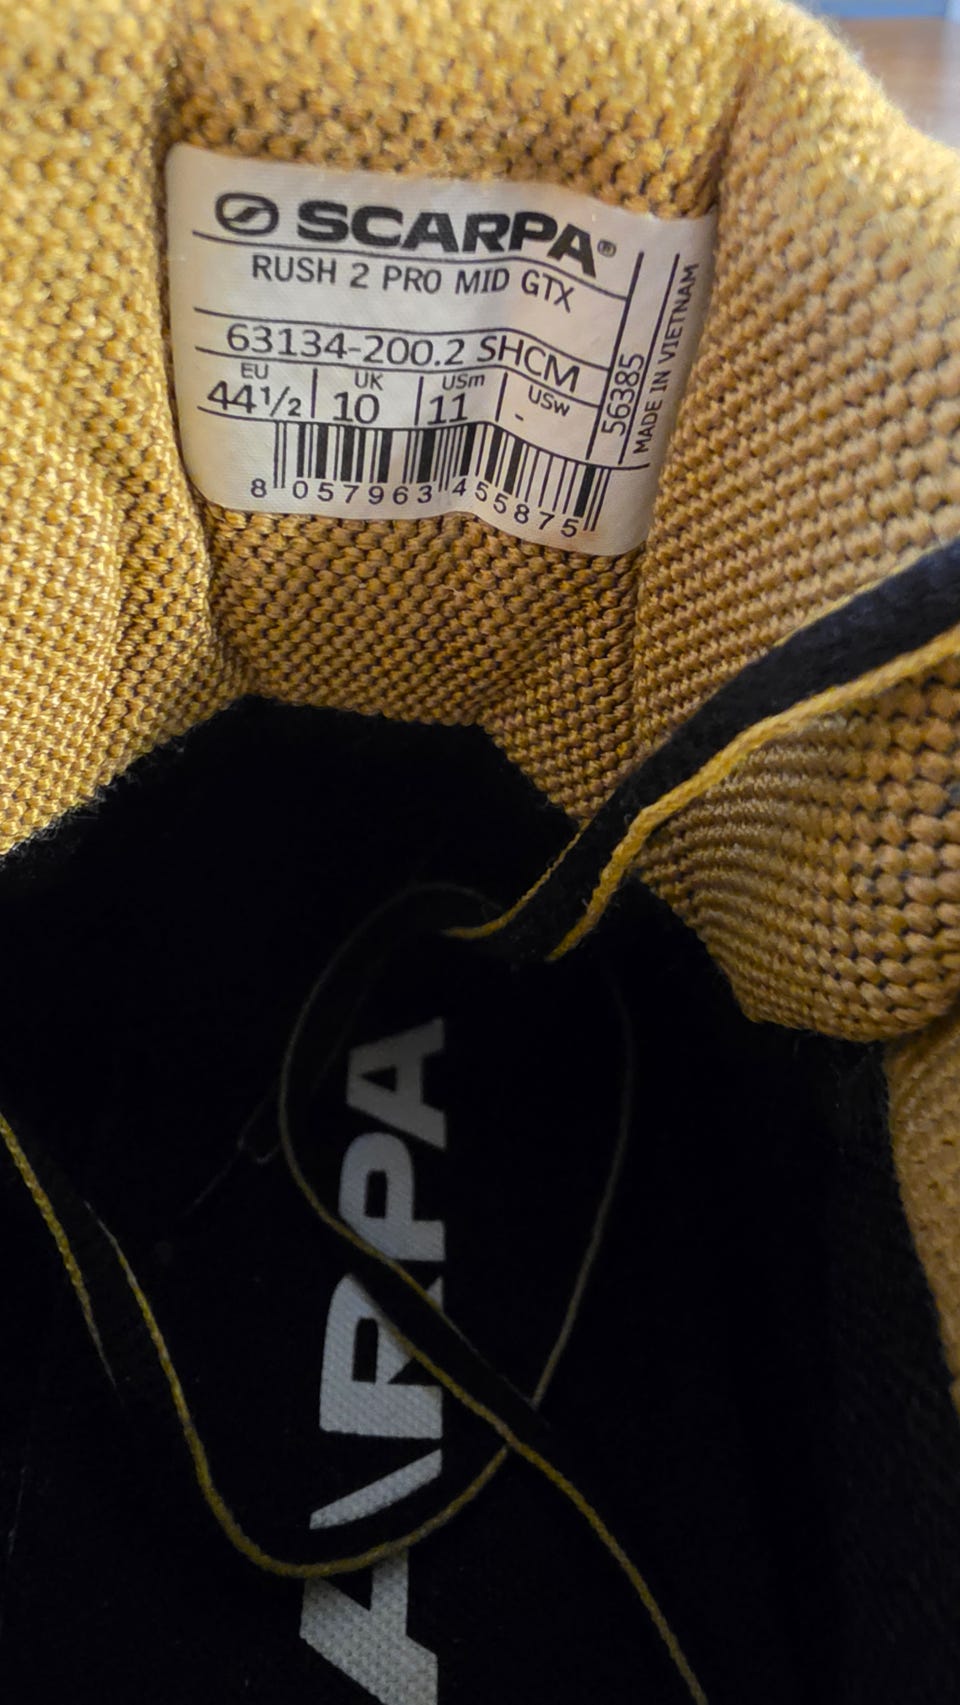 SCARPA®
RUSH 2 PRO MID GTX
63134-200.2 SHCM
EU UK USm USw
44½ 10 11 -
8 057963 455875
56385
MADE IN VIETNAM
ARPA